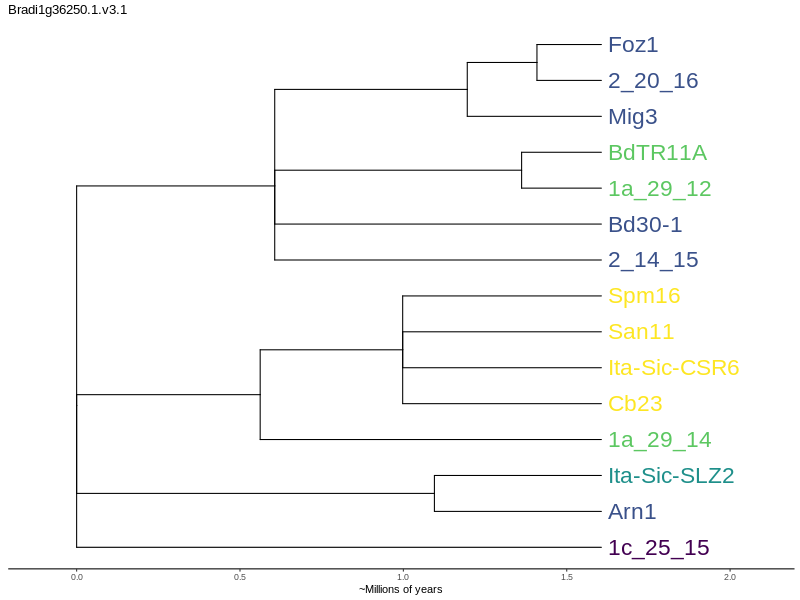 Bradi1g36250.1.v3.1
Foz1
2_20_16
Mig3
BdTR11A
1a_29_12
Bd30-1
2_14_15
Spm16
San11
Ita-Sic-CSR6
Cb23
1a_29_14
Ita-Sic-SLZ2
Arn1
1c_25_15
0.0 0.5 1.0 1.5 2.0
~Millions of years